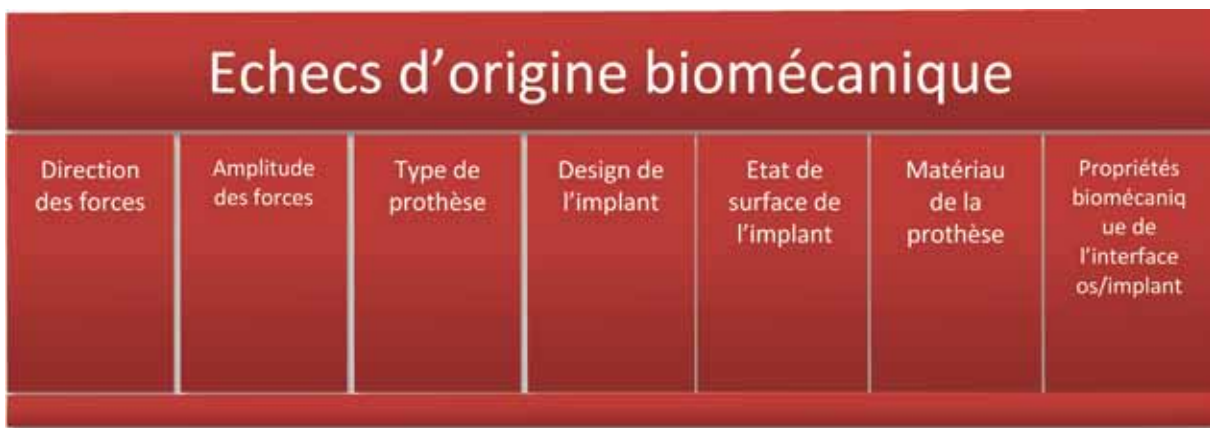 Echecs d'origine biomécanique
Direction
des forces
Amplitude
des forces
Type de
prothèse
Design de
l'implant
Etat de
surface de
l'implant
Matériau
de la
prothèse
Propriétés
biomécaniq
ue de
l'interface
os/implant